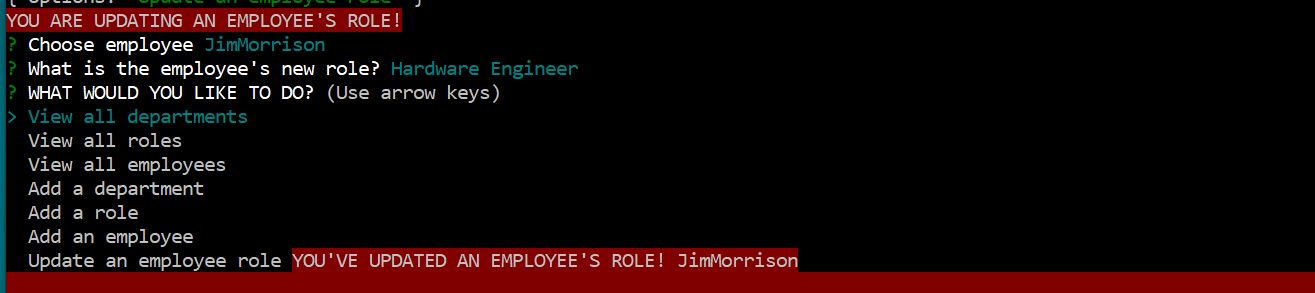 { options: 'Update an employee role' }
YOU ARE UPDATING AN EMPLOYEE'S ROLE!
? Choose employee JimMorrison
? What is the employee's new role? Hardware Engineer
? WHAT WOULD YOU LIKE TO DO? (Use arrow keys)
> View all departments
View all roles
View all employees
Add a department
Add a role
Add an employee
Update an employee role YOU'VE UPDATED AN EMPLOYEE'S ROLE! JimMorrison